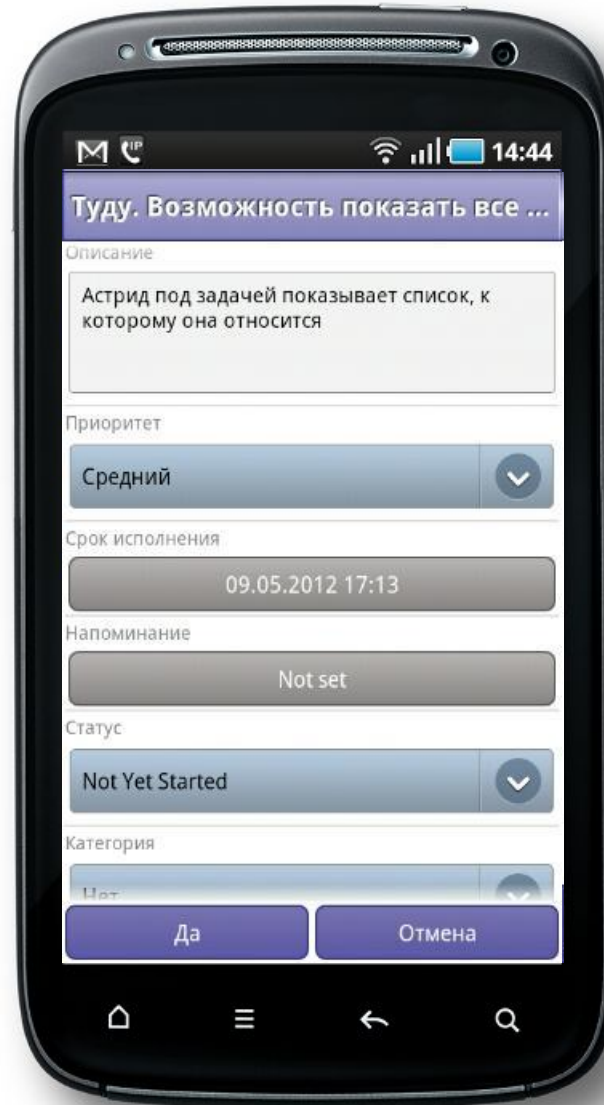 14:44
Туду. Возможность показать все ...
Описание
Астрид под задачей показывает список, к
которому она относится
Приоритет
Средний
Срок исполнения
09.05.2012 17:13
Напоминание
Not set
Статус
Not Yet Started
Категория
Нет
Да
Отмена